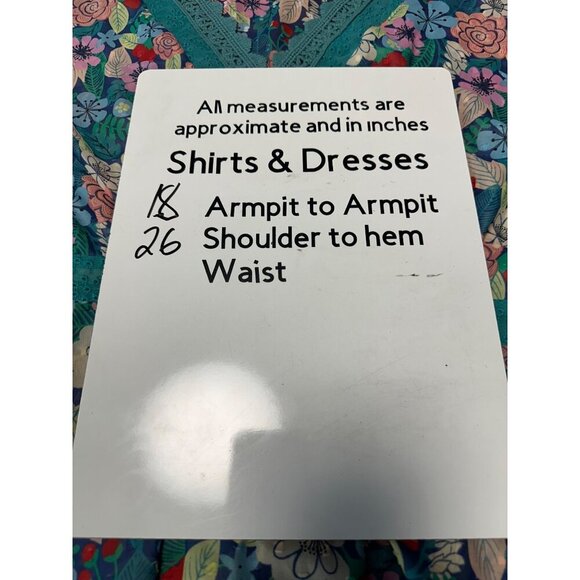 All measurements are
approximate and in inches
Shirts & Dresses
18 Armpit to Armpit
26 Shoulder to hem
Waist